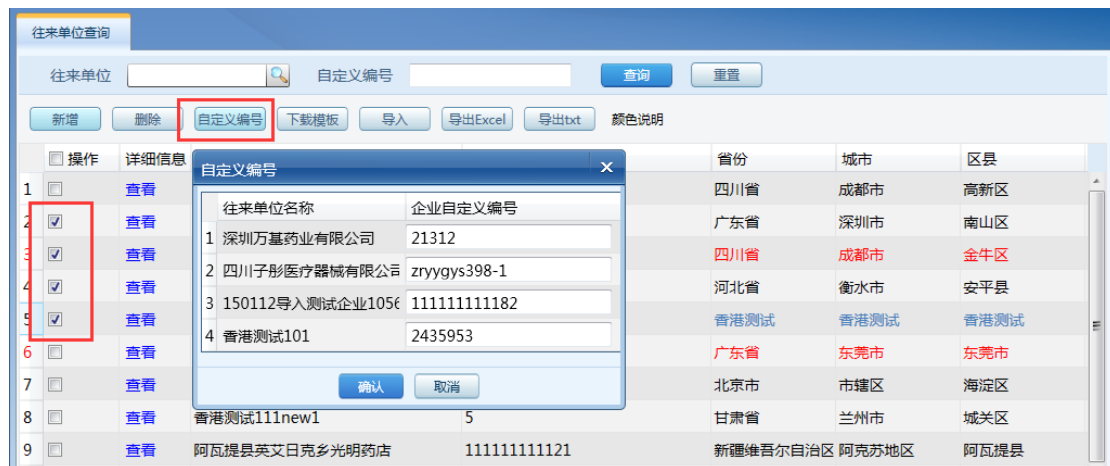 往来单位查询
往来单位 自定义编号 查询 重置
新增 删除 自定义编号 下载模板 导入 导出Excel 导出txt 颜色说明
操作 详细信息 省份 城市 区县
自定义编号 X
往来单位名称 企业自定义编号
1 查看 四川省 成都市 高新区
2 查看 广东省 深圳市 南山区
3 查看 四川省 成都市 金牛区
4 查看 河北省 衡水市 安平县
5 查看 香港测试 香港测试 香港测试
6 查看 广东省 东莞市 东莞市
1 深圳万基药业有限公司 21312
2 四川子彤医疗器械有限公司 zryygys398-1
3 150112导入测试企业1056 111111111182
4 香港测试101 2435953
确认 取消
7 查看 北京市 市辖区 海淀区
8 查看 香港测试111new1 5 甘肃省 兰州市 城关区
9 查看 阿瓦提县英艾日克乡光明药店 111111111121 新疆维吾尔自治区 阿克苏地区 阿瓦提县